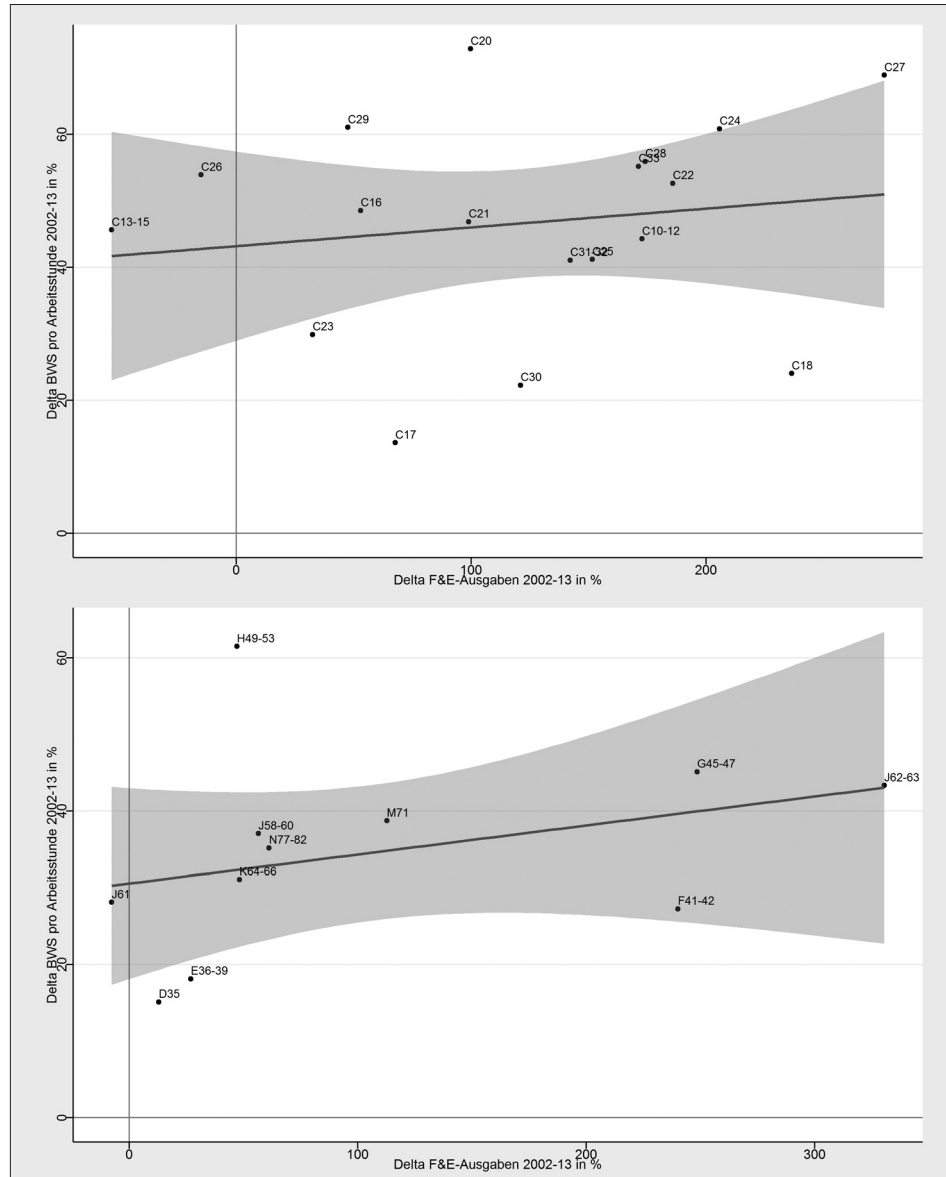 C20
C27
C29
C24
C28
C33
C26
C22
C16
C21
C13-15
C10-12
C31-32
C25
C23
C18
C30
C17
60
40
20
0
Delta BWS pro Arbeitsstunde 2002-13 in %
0
100
200
Delta F&E-Ausgaben 2002-13 in %
H49-53
G45-47
J62-63
M71
J58-60
N77-82
K64-66
J61
F41-42
E36-39
D35
60
40
20
0
Delta BWS pro Arbeitsstunde 2002-13 in %
0
100
200
300
Delta F&E-Ausgaben 2002-13 in %